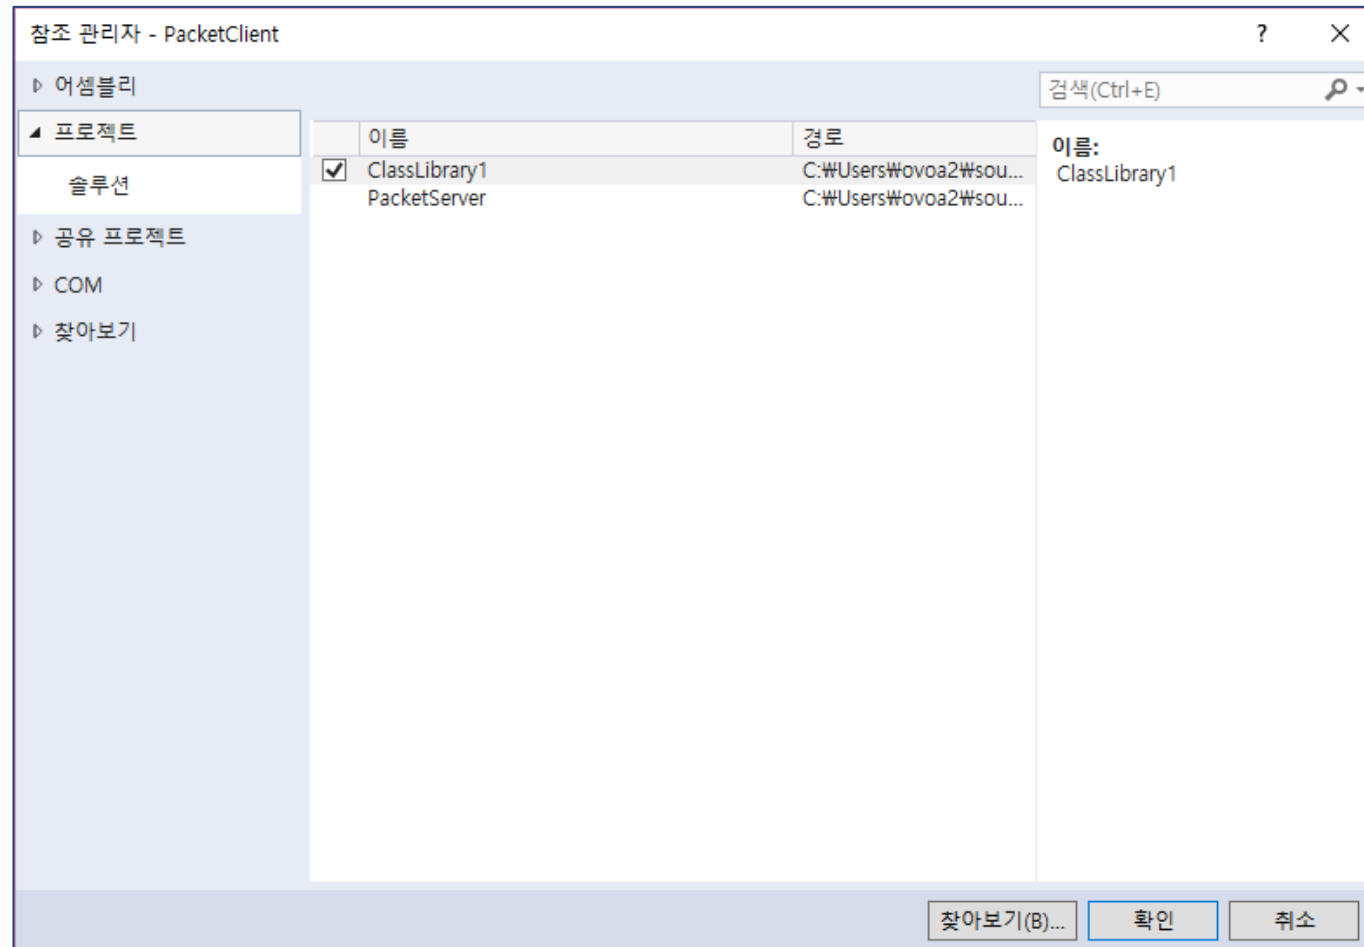 참조 관리자 - PacketClient
?
어셈블리
프로젝트
솔루션
공유 프로젝트
COM
찾아보기
이름 경로
ClassLibrary1 C:₩Users₩ovoa2₩sou...
PacketServer C:₩Users₩ovoa2₩sou...
검색(Ctrl+E)
이름:
ClassLibrary1
찾아보기(B)... 확인 취소